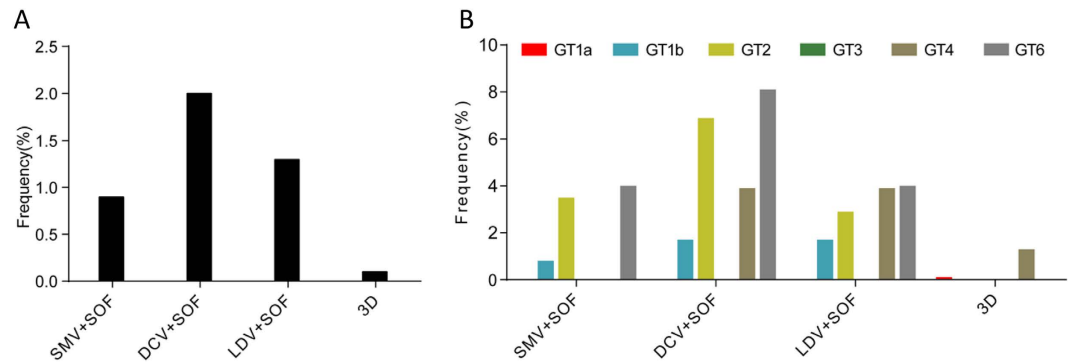 A
2.5
2.0
1.5
1.0
0.5
0.0
Frequency(%)
SMV+SOF
DCV+SOF
LDV+SOF
3D
B
GT1a GT1b GT2 GT3 GT4 GT6
10
8
6
4
2
0
Frequency(%)
SMV+SOF
DCV+SOF
LDV+SOF
3D